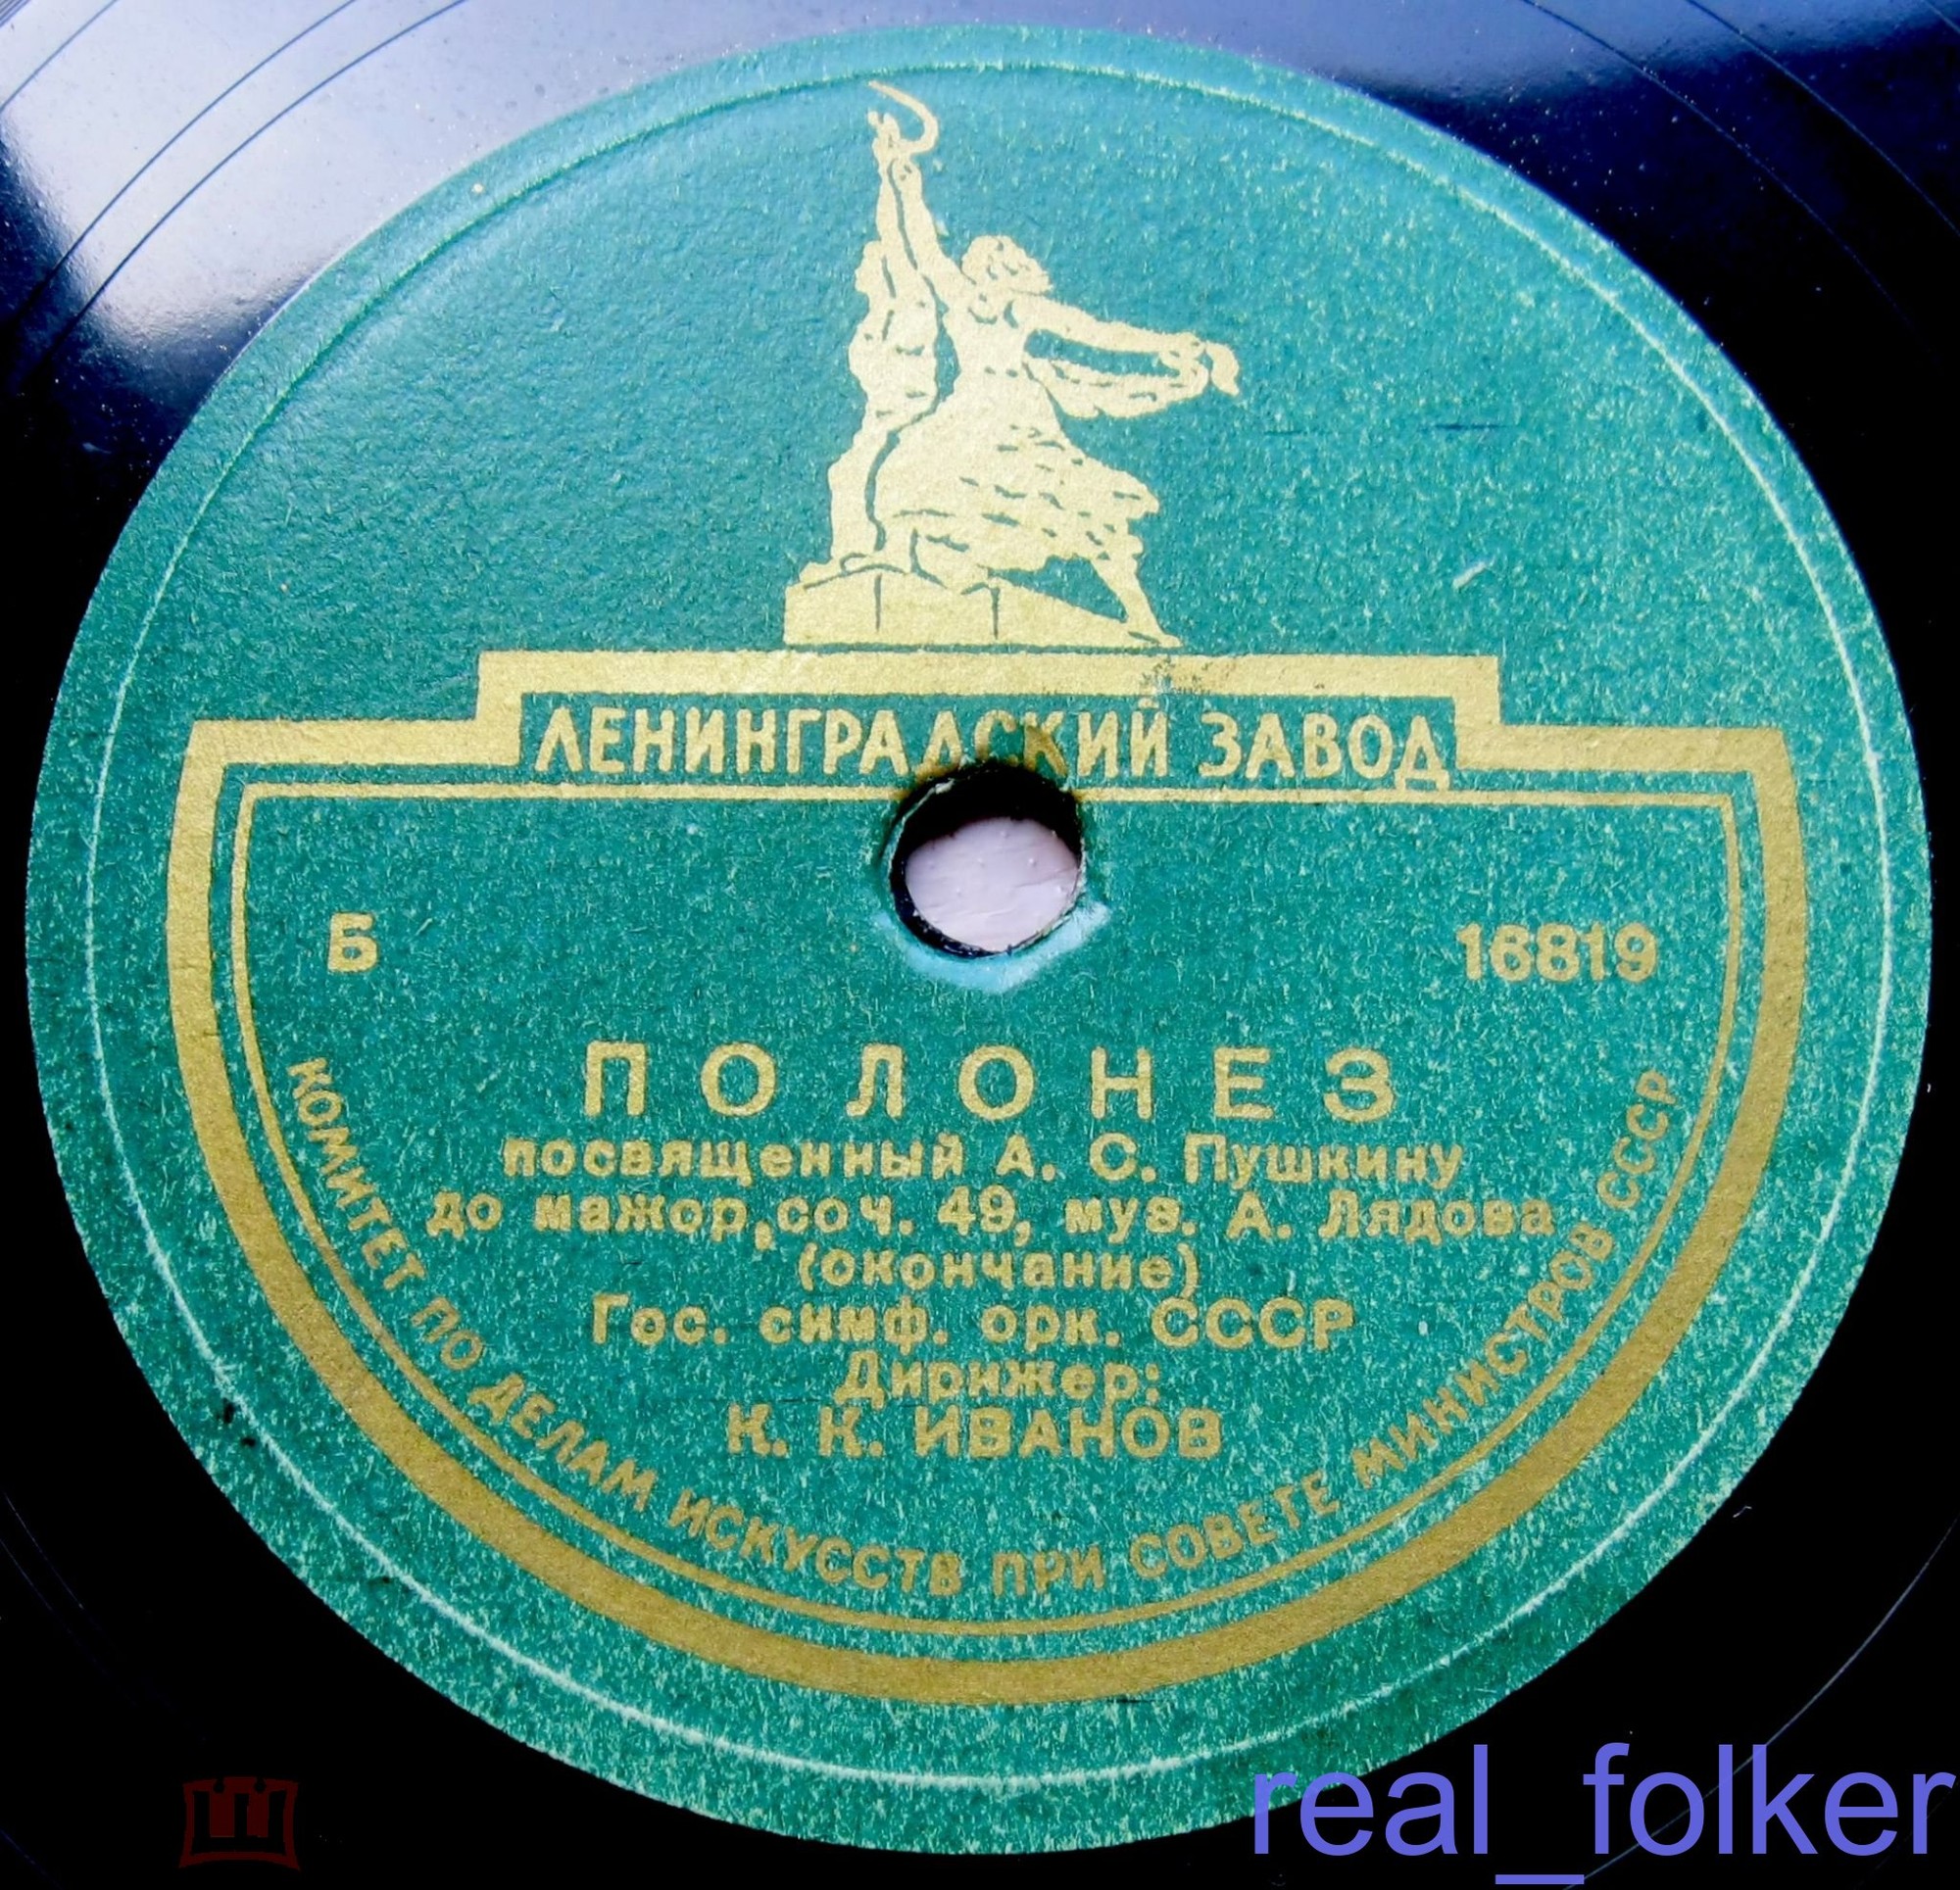 ЛЕНИНГРАДСКИЙ ЗАВОД
Б 16819
ПОЛОНЕЗ
посвященный А. С. Пушкину
до мажор, соч. 49, муз. А. Лядова
(окончание)
Гос. симф. орк. СССР
Дирижер:
К. К. ИВАНОВ
КОМИТЕТ ПО ДЕЛАМ ИСКУССТВ ПРИ СОВЕТЕ МИНИСТРОВ СССР
real_folker